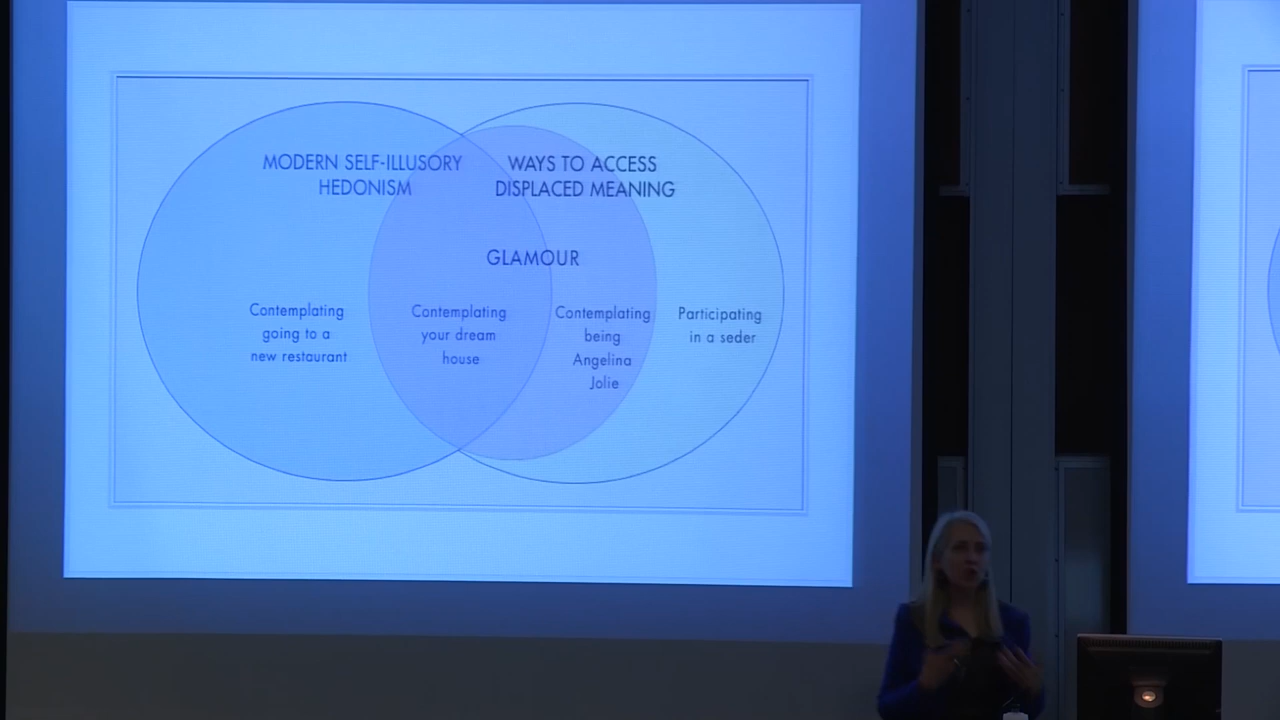 MODERN SELF-ILLUSORY
HEDONISM
WAYS TO ACCESS
DISPLACED MEANING
GLAMOUR
Contemplating
going to a
new restaurant
Contemplating
your dream
house
Contemplating
being
Angelina
Jolie
Participating
in a seder